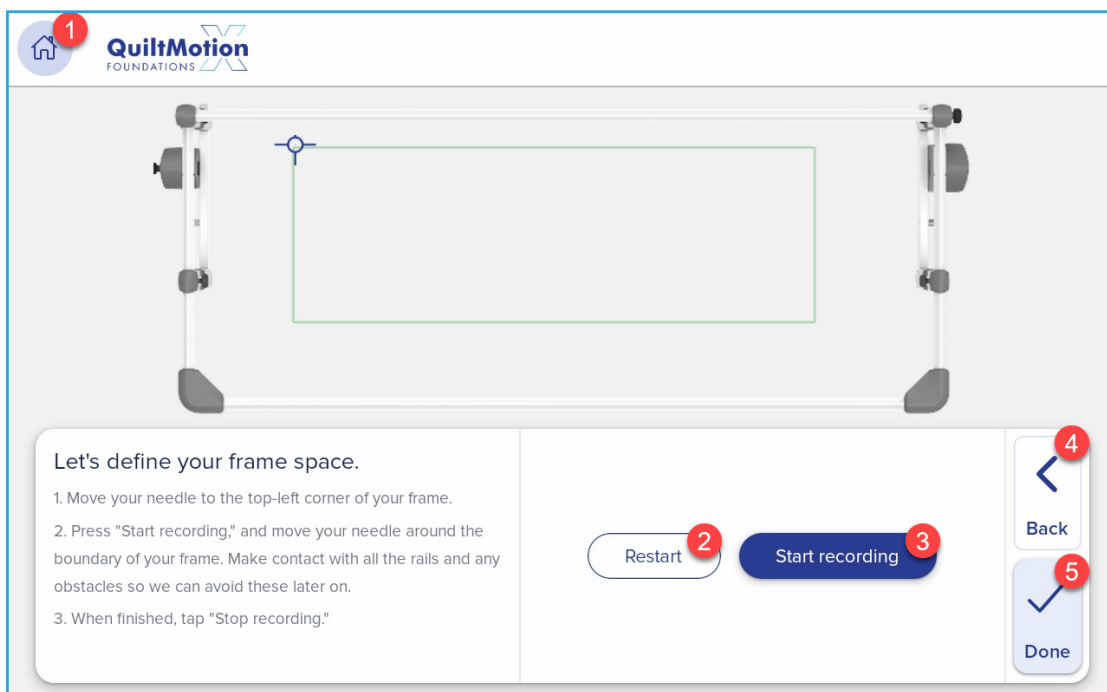 1
QuiltMotion
FOUNDATIONS
Let's define your frame space.
1. Move your needle to the top-left corner of your frame.
2. Press "Start recording," and move your needle around the
boundary of your frame. Make contact with all the rails and any
obstacles so we can avoid these later on.
3. When finished, tap "Stop recording."
Restart
2
Start recording
3
4
Back
5
Done